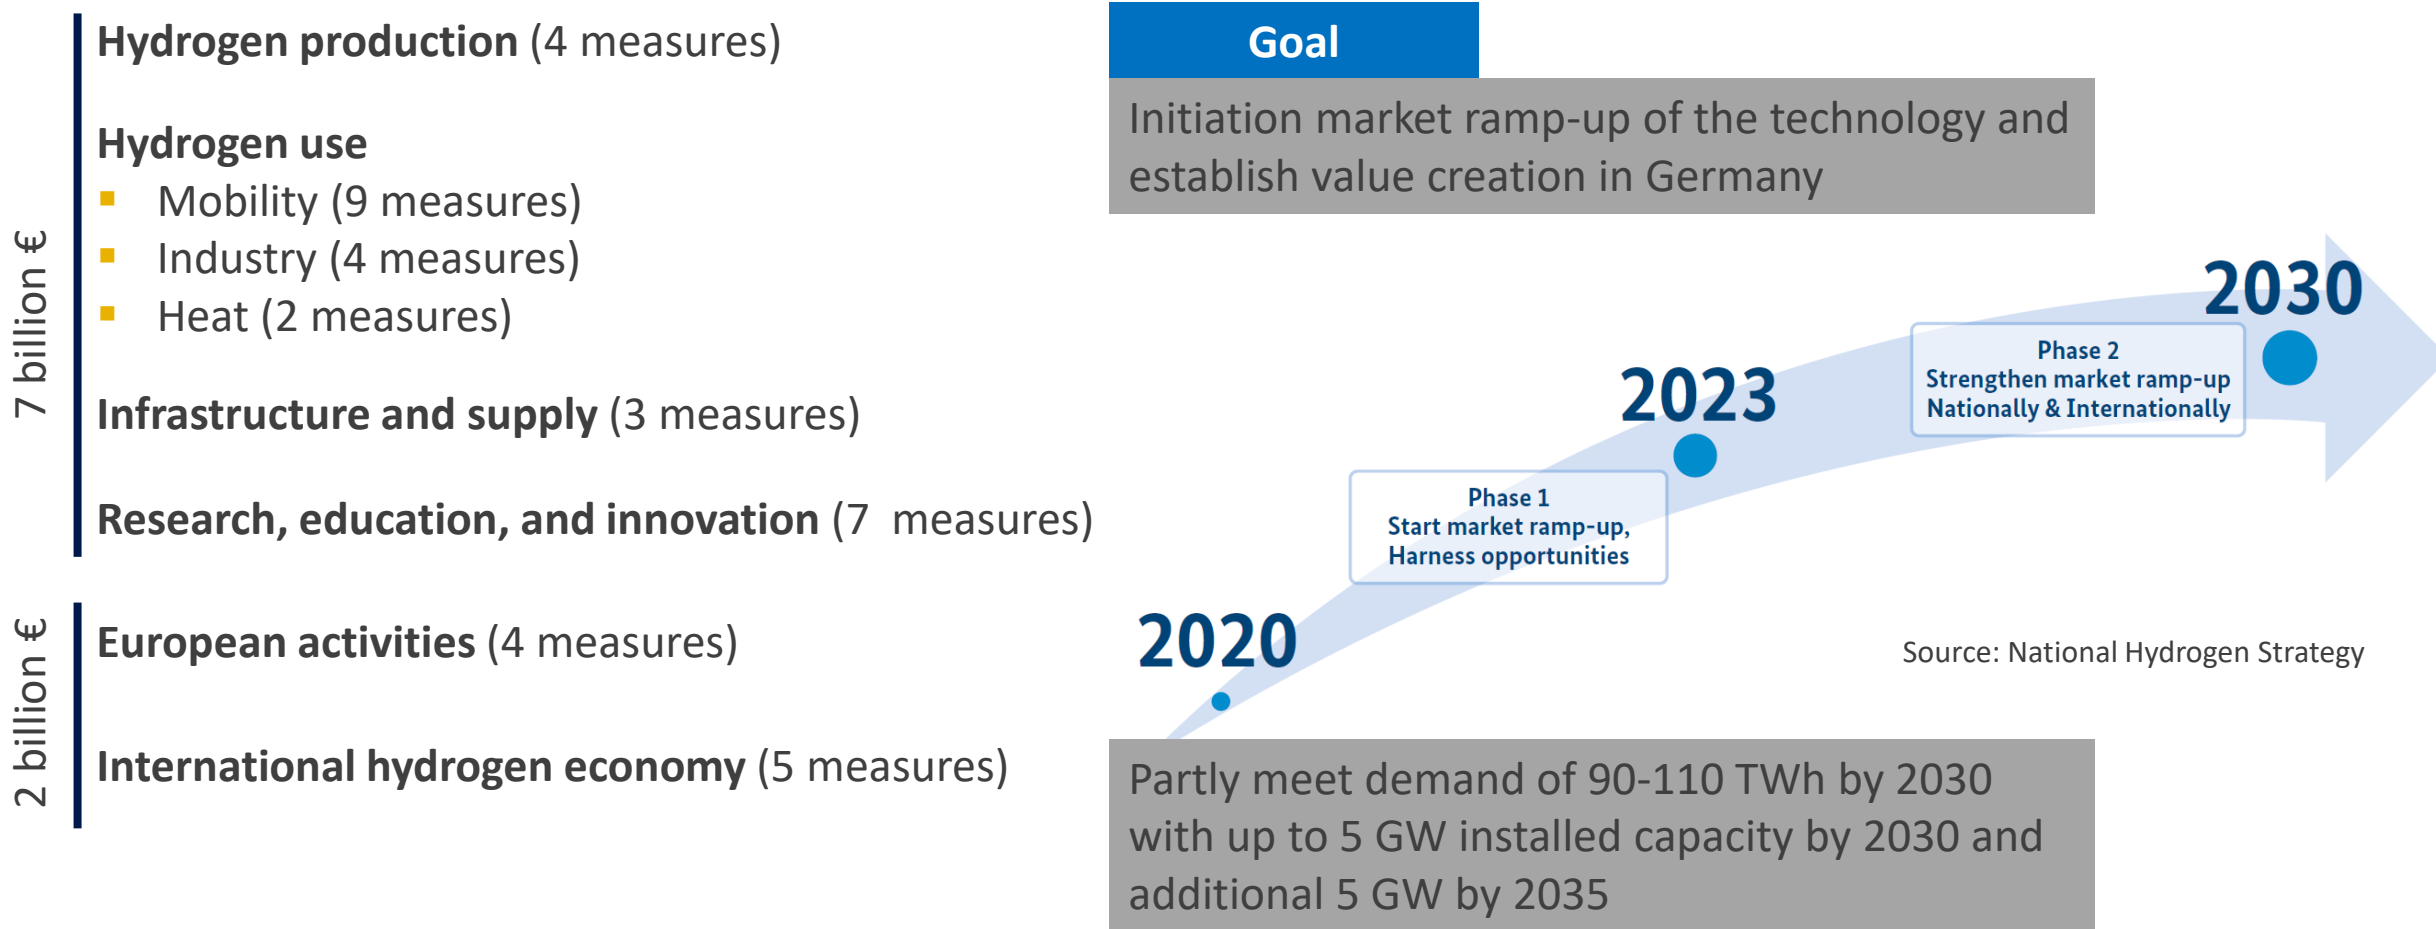 7 billion €
Hydrogen production (4 measures)
Hydrogen use
▪ Mobility (9 measures)
▪ Industry (4 measures)
▪ Heat (2 measures)
Infrastructure and supply (3 measures)
Research, education, and innovation (7 measures)
2 billion €
European activities (4 measures)
International hydrogen economy (5 measures)
Goal
Initiation market ramp-up of the technology and
establish value creation in Germany
2030
Phase 2
Strengthen market ramp-up
Nationally & Internationally
2023
Phase 1
Start market ramp-up,
Harness opportunities
2020
Source: National Hydrogen Strategy
Partly meet demand of 90-110 TWh by 2030
with up to 5 GW installed capacity by 2030 and
additional 5 GW by 2035